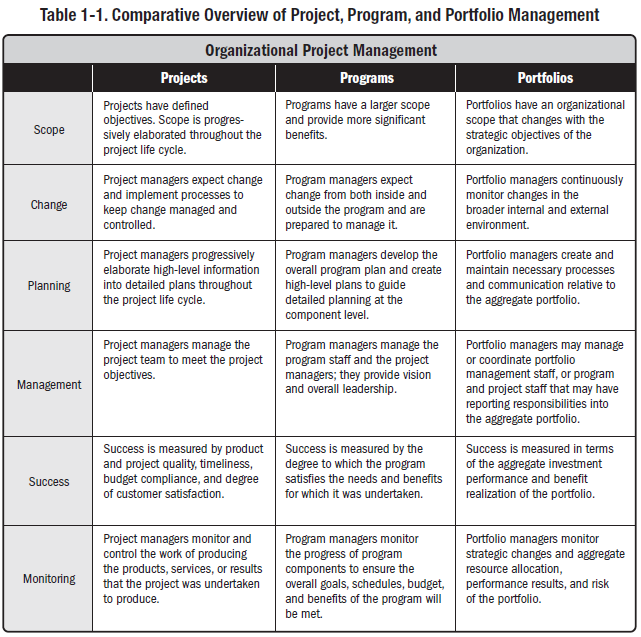 Table 1-1. Comparative Overview of Project, Program, and Portfolio Management
Organizational Project Management
Projects
Programs
Portfolios
Scope
Projects have defined
objectives. Scope is progres-
sively elaborated throughout the
project life cycle.
Programs have a larger scope
and provide more significant
benefits.
Portfolios have an organizational
scope that changes with the
strategic objectives of the
organization.
Change
Project managers expect change
and implement processes to
keep change managed and
controlled.
Program managers expect
change from both inside and
outside the program and are
prepared to manage it.
Portfolio managers continuously
monitor changes in the
broader internal and external
environment.
Planning
Project managers progressively
elaborate high-level information
into detailed plans throughout
the project life cycle.
Program managers develop the
overall program plan and create
high-level plans to guide
detailed planning at the
component level.
Portfolio managers create and
maintain necessary processes
and communication relative to
the aggregate portfolio.
Management
Project managers manage the
project team to meet the project
objectives.
Program managers manage the
program staff and the project
managers; they provide vision
and overall leadership.
Portfolio managers may manage
or coordinate portfolio
management staff, or program
and project staff that may have
reporting responsibilities into
the aggregate portfolio.
Success
Success is measured by product
and project quality, timeliness,
budget compliance, and degree
of customer satisfaction.
Success is measured by the
degree to which the program
satisfies the needs and benefits
for which it was undertaken.
Success is measured in terms
of the aggregate investment
performance and benefit
realization of the portfolio.
Monitoring
Project managers monitor and
control the work of producing
the products, services, or results
that the project was undertaken
to produce.
Program managers monitor
the progress of program
components to ensure the
overall goals, schedules, budget,
and benefits of the program will
be met.
Portfolio managers monitor
strategic changes and aggregate
resource allocation,
performance results, and risk
of the portfolio.